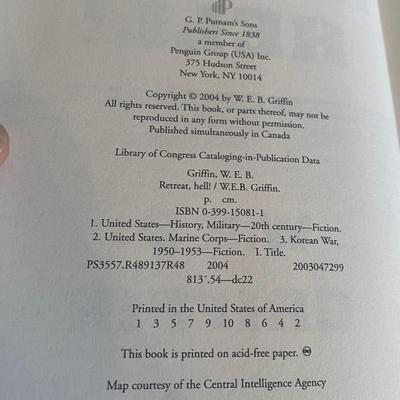 G. P. Putnam's Sons
Publishers Since 1838
a member of
Penguin Group (USA) Inc.
375 Hudson Street
New York, NY 10014
Copyright © 2004 by W. E. B. Griffin
All rights reserved. This book, or parts thereof, may not be
reproduced in any form without permission.
Published simultaneously in Canada
Library of Congress Cataloging-in-Publication Data
Griffin, W. E. B.
Retreat, hell! / W.E.B. Griffin.
p. cm.
ISBN 0-399-15081-1
1. United States—History, Military—20th century—Fiction.
2. United States. Marine Corps—Fiction. 3. Korean War,
1950–1953—Fiction. I. Title.
PS3557.R489137R48 2004 2003047299
813'.54—dc22
Printed in the United States of America
1 3 5 7 9 10 8 6 4 2
This book is printed on acid-free paper. ♾
Map courtesy of the Central Intelligence Agency